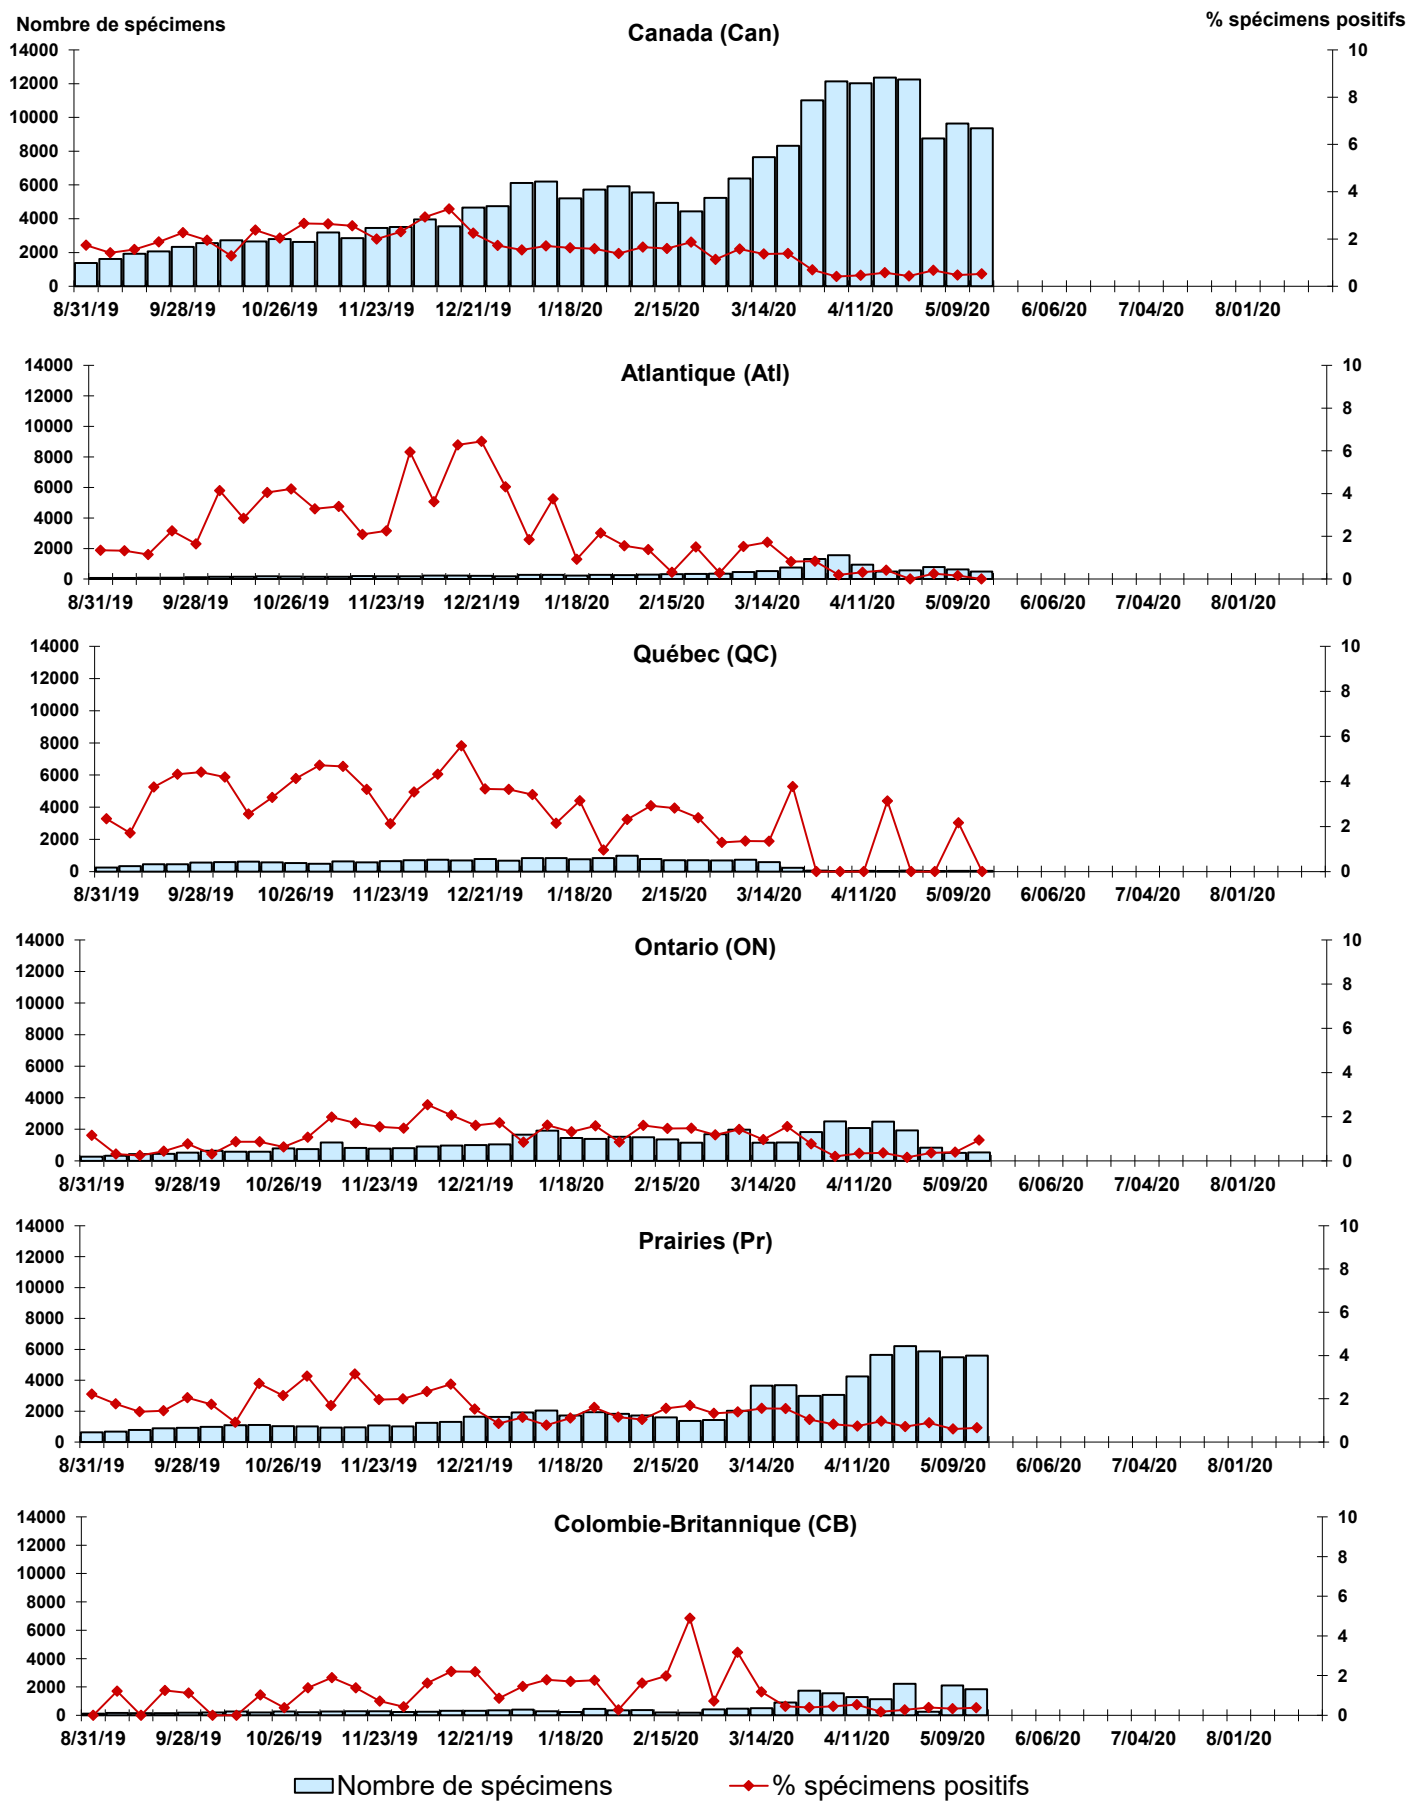 Nombre de spécimens
% spécimens positifs
Canada (Can)
14000 12000 10000 8000 6000 4000 2000 0
10 8 6 4 2 0
8/31/19 9/28/19 10/26/19 11/23/19 12/21/19 1/18/20 2/15/20 3/14/20 4/11/20 5/09/20 6/06/20 7/04/20 8/01/20
Atlantique (Atl)
14000 12000 10000 8000 6000 4000 2000 0
10 8 6 4 2 0
8/31/19 9/28/19 10/26/19 11/23/19 12/21/19 1/18/20 2/15/20 3/14/20 4/11/20 5/09/20 6/06/20 7/04/20 8/01/20
Québec (QC)
14000 12000 10000 8000 6000 4000 2000 0
10 8 6 4 2 0
8/31/19 9/28/19 10/26/19 11/23/19 12/21/19 1/18/20 2/15/20 3/14/20 4/11/20 5/09/20 6/06/20 7/04/20 8/01/20
Ontario (ON)
14000 12000 10000 8000 6000 4000 2000 0
10 8 6 4 2 0
8/31/19 9/28/19 10/26/19 11/23/19 12/21/19 1/18/20 2/15/20 3/14/20 4/11/20 5/09/20 6/06/20 7/04/20 8/01/20
Prairies (Pr)
14000 12000 10000 8000 6000 4000 2000 0
10 8 6 4 2 0
8/31/19 9/28/19 10/26/19 11/23/19 12/21/19 1/18/20 2/15/20 3/14/20 4/11/20 5/09/20 6/06/20 7/04/20 8/01/20
Colombie-Britannique (CB)
14000 12000 10000 8000 6000 4000 2000 0
10 8 6 4 2 0
8/31/19 9/28/19 10/26/19 11/23/19 12/21/19 1/18/20 2/15/20 3/14/20 4/11/20 5/09/20 6/06/20 7/04/20 8/01/20
Nombre de spécimens % spécimens positifs